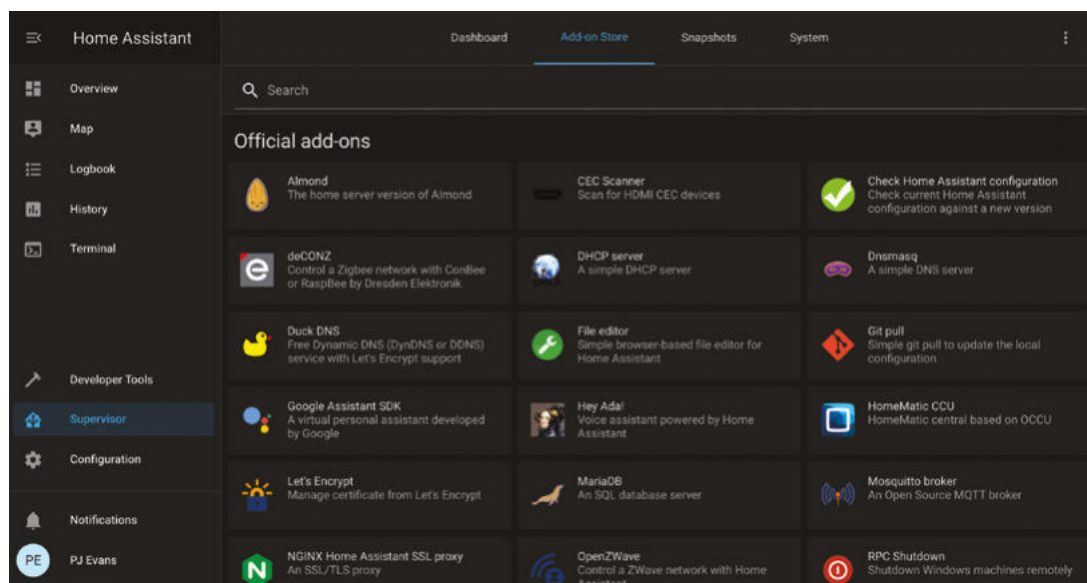 Home Assistant
Dashboard
Add-on Store
Snapshots
System
Overview
Map
Logbook
History
Terminal
Developer Tools
Supervisor
Configuration
Notifications
PE
PJ Evans
Search
Official add-ons
Almond
The home server version of Almond
CEC Scanner
Scan for HDMI CEC devices
Check Home Assistant configuration
Check current Home Assistant
configuration against a new version
deCONZ
Control a Zigbee network with ConBee
or RaspBee by Dresden Elektronik
DHCP server
A simple DHCP server
Dnsmasq
A simple DNS server
Duck DNS
Free Dynamic DNS (DynDNS or DDNS)
service with Let's Encrypt support
File editor
Simple browser-based file editor for
Home Assistant
Git pull
Simple git pull to update the local
configuration
Google Assistant SDK
A virtual personal assistant developed
by Google
Hey Ada!
Voice assistant powered by Home
Assistant
HomeMatic CCU
HomeMatic central based on OCCU
Let's Encrypt
Manage certificate from Let's Encrypt
MariaDB
An SQL database server
Mosquitto broker
An Open Source MQTT broker
NGINX Home Assistant SSL proxy
An SSL/TLS proxy
OpenZWave
Control a ZWave network with Home
Assistant
RPC Shutdown
Shutdown Windows machines remotely